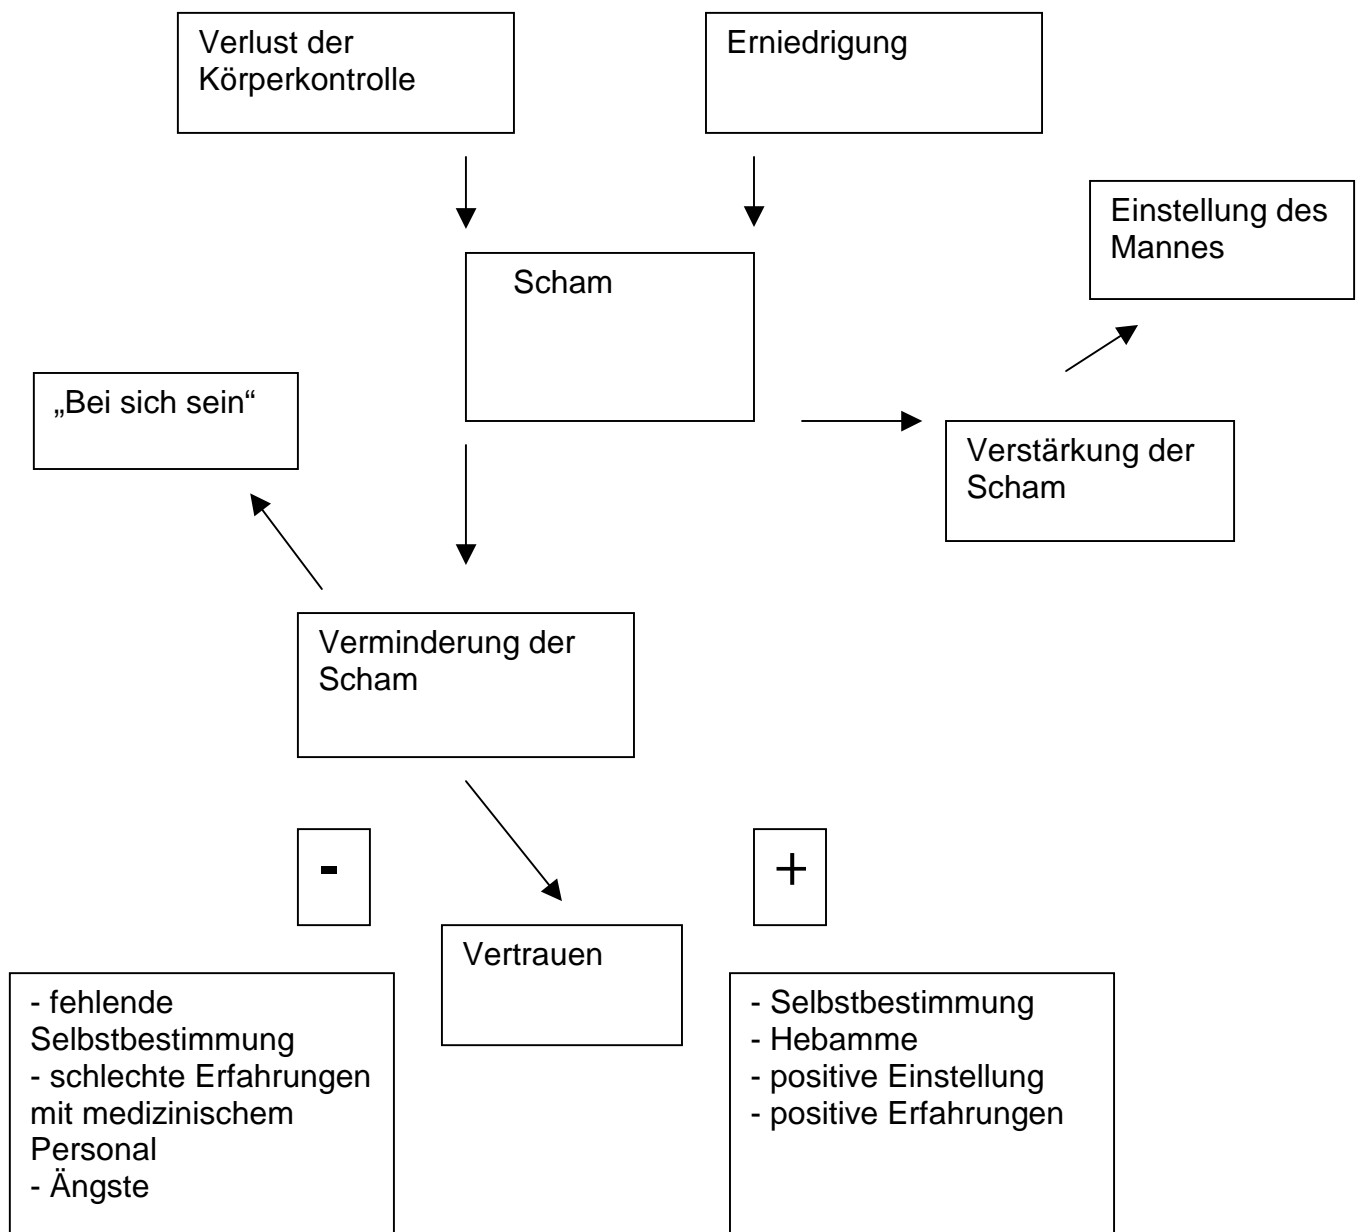 Verlust der
Körperkontrolle
Erniedrigung
Einstellung des
Mannes
Scham
„Bei sich sein“
Verstärkung der
Scham
Verminderung der
Scham
-
+
Vertrauen
- fehlende
Selbstbestimmung
- schlechte Erfahrungen
mit medizinischem
Personal
- Ängste
- Selbstbestimmung
- Hebamme
- positive Einstellung
- positive Erfahrungen